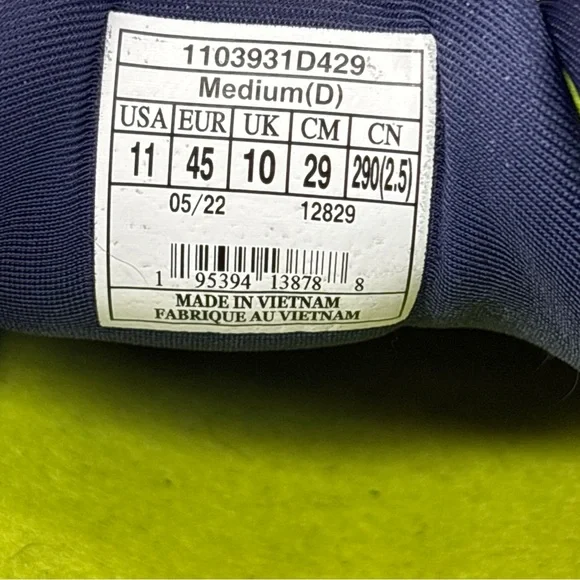 1103931D429
Medium(D)
USA EUR UK CM CN
11 45 10 29 290(2.5)
05/22 12829
1 95394 13878 8
MADE IN VIETNAM
FABRIQUE AU VIETNAM